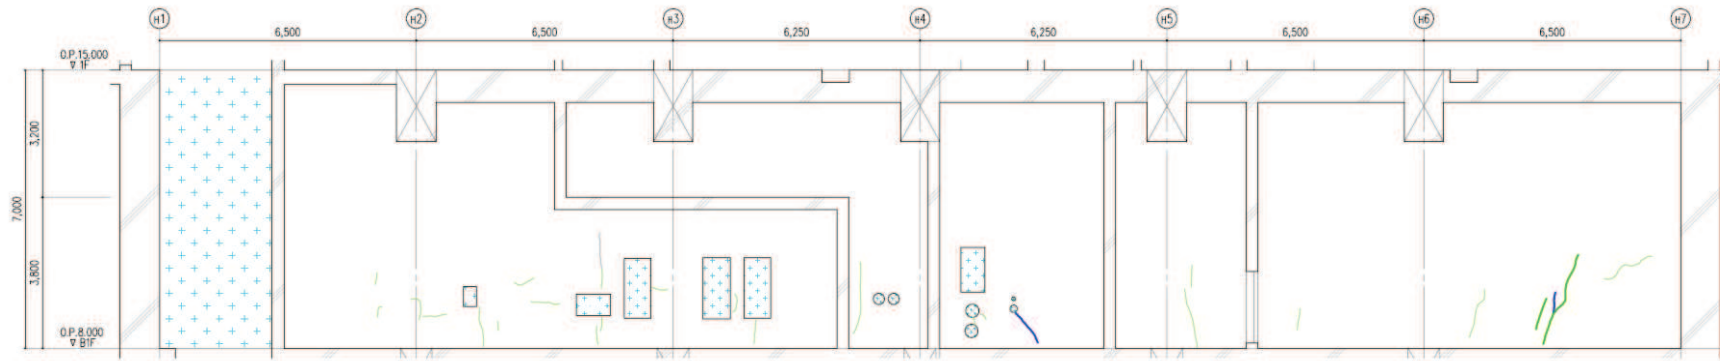 H1 H2 H3 H4 H5 H6 H7
6,500 6,500 6,250 6,250 6,500 6,500
O.P.15,000
▽ 1F
3,200
7,000
3,800
O.P.8,000
▽ B1F